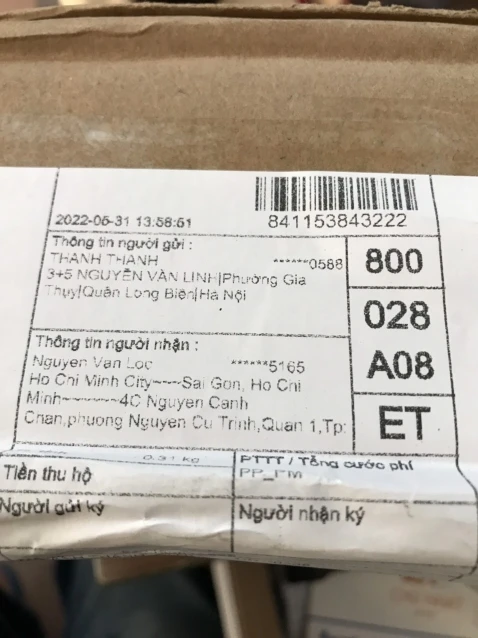 2022-05-31 13:58:51
841153843222
Thông tin người gửi :
THANH THANH ******0588
3+5 NGUYỄN VĂN LINH|Phường Gia
Thụy|Quận Long Biên|Hà Nội
800
028
A08
ET
Thông tin người nhận :
Nguyen Van Loc ******5165
Ho Chi Minh City~~~Sai Gon, Ho Chi
Minh~~~~~~4C Nguyen Canh
Chan,phuong Nguyen Cu Trinh,Quan 1,Tp:
0.31 kg
PTTT / Tổng cước phí
PP_PM
Tiền thu hộ
Người gửi ký
Người nhận ký